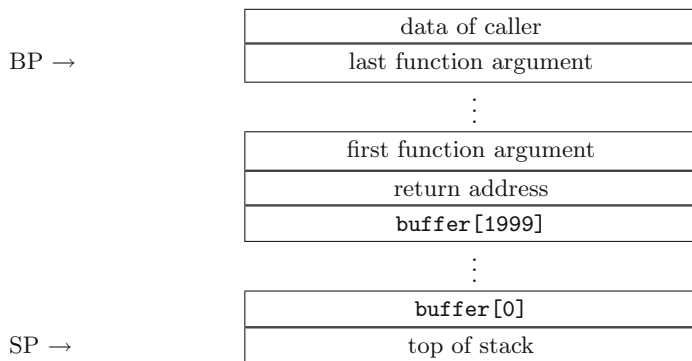 data of caller
BP → last function argument
⋮
first function argument
return address
buffer[1999]
⋮
buffer[0]
SP → top of stack